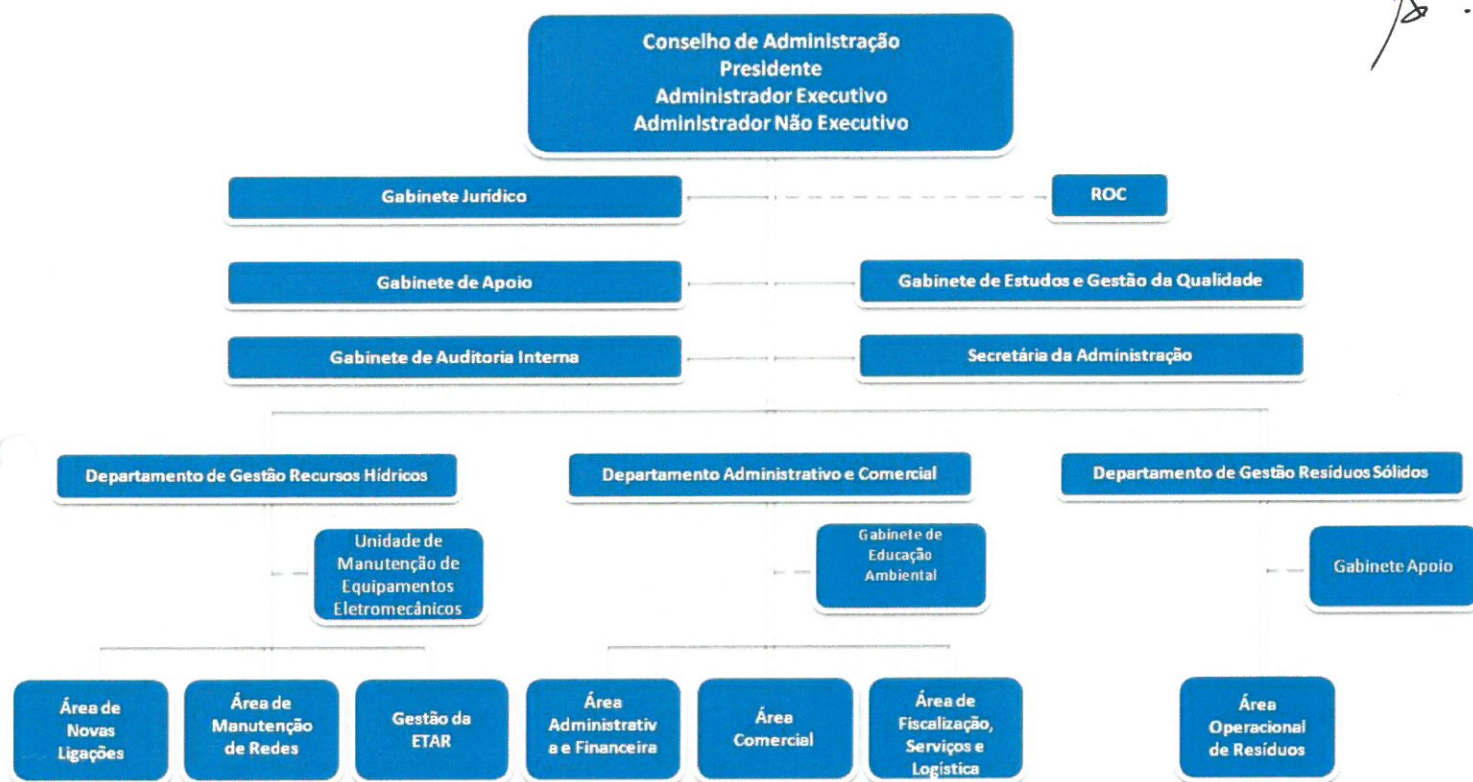 Conselho de Administração
Presidente
Administrador Executivo
Administrador Não Executivo
Gabinete Jurídico
ROC
Gabinete de Apoio
Gabinete de Estudos e Gestão da Qualidade
Gabinete de Auditoria Interna
Secretária da Administração
Departamento de Gestão Recursos Hídricos
Departamento Administrativo e Comercial
Departamento de Gestão Resíduos Sólidos
Unidade de
Manutenção de
Equipamentos
Eletromecânicos
Gabinete de
Educação
Ambiental
Gabinete Apoio
Área de
Novas
Ligações
Área de
Manutenção
de Redes
Gestão da
ETAR
Área
Administrativ
a e Financeira
Área
Comercial
Área de
Fiscalização,
Serviços e
Logística
Área
Operacional
de Resíduos